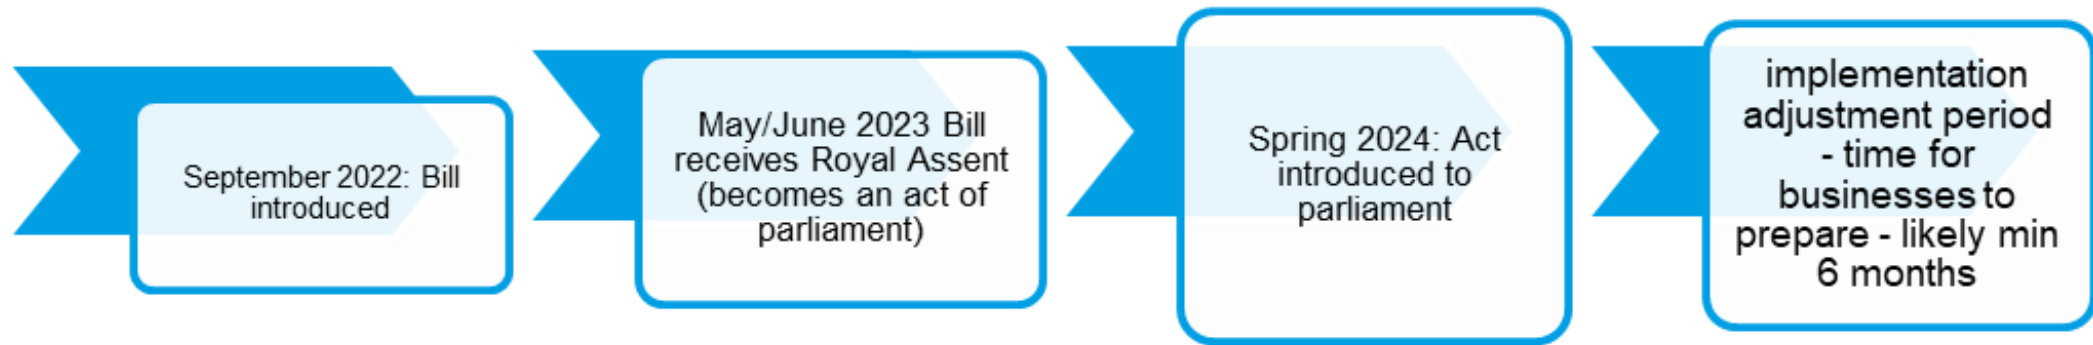 September 2022: Bill
introduced
May/June 2023 Bill
receives Royal Assent
(becomes an act of
parliament)
Spring 2024: Act
introduced to
parliament
implementation
adjustment period
- time for
businesses to
prepare - likely min
6 months